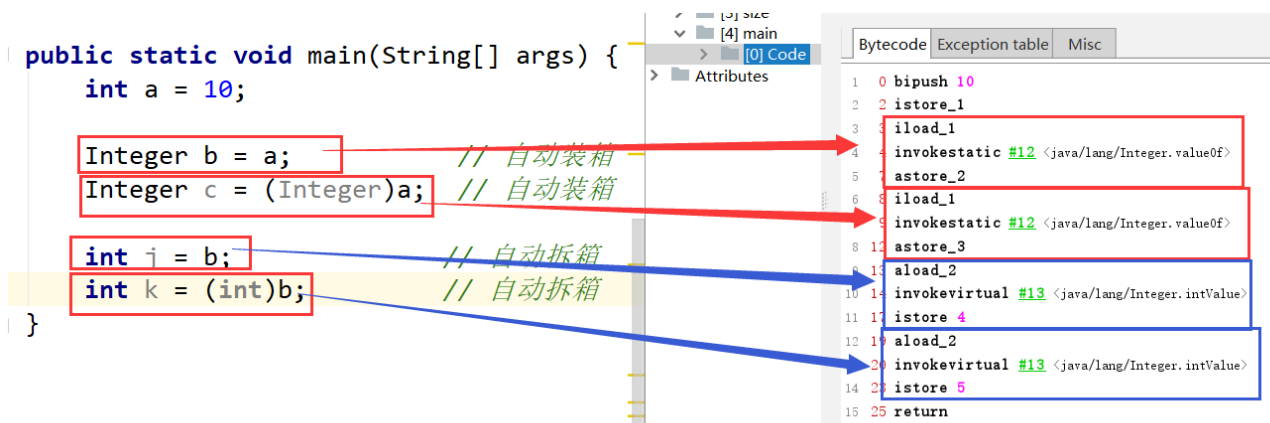 public static void main(String[] args) {
int a = 10;
Integer b = a; // 自动装箱
Integer c = (Integer)a; // 自动装箱
int j = b; // 自动拆箱
int k = (int)b; // 自动拆箱
}
[3] size
[4] main
[0] Code
Attributes
Bytecode Exception table Misc
1 0 bipush 10
2 2 istore_1
3 3 iload_1
4 4 invokestatic #12 <java/lang/Integer.valueOf>
5 7 astore_2
6 8 iload_1
9 invokestatic #12 <java/lang/Integer.valueOf>
8 12 astore_3
9 13 aload_2
10 14 invokevirtual #13 <java/lang/Integer.intValue>
11 17 istore 4
12 19 aload_2
20 invokevirtual #13 <java/lang/Integer.intValue>
14 23 istore 5
15 25 return